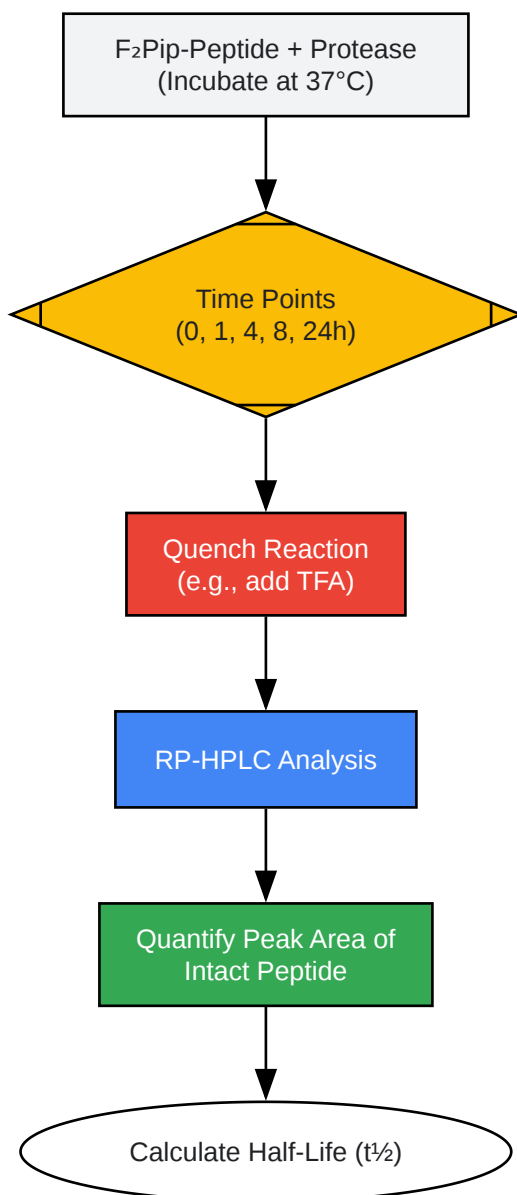 F₂Pip-Peptide + Protease
(Incubate at 37°C)
Time Points
(0, 1, 4, 8, 24h)
Quench Reaction
(e.g., add TFA)
RP-HPLC Analysis
Quantify Peak Area of
Intact Peptide
Calculate Half-Life (t½)